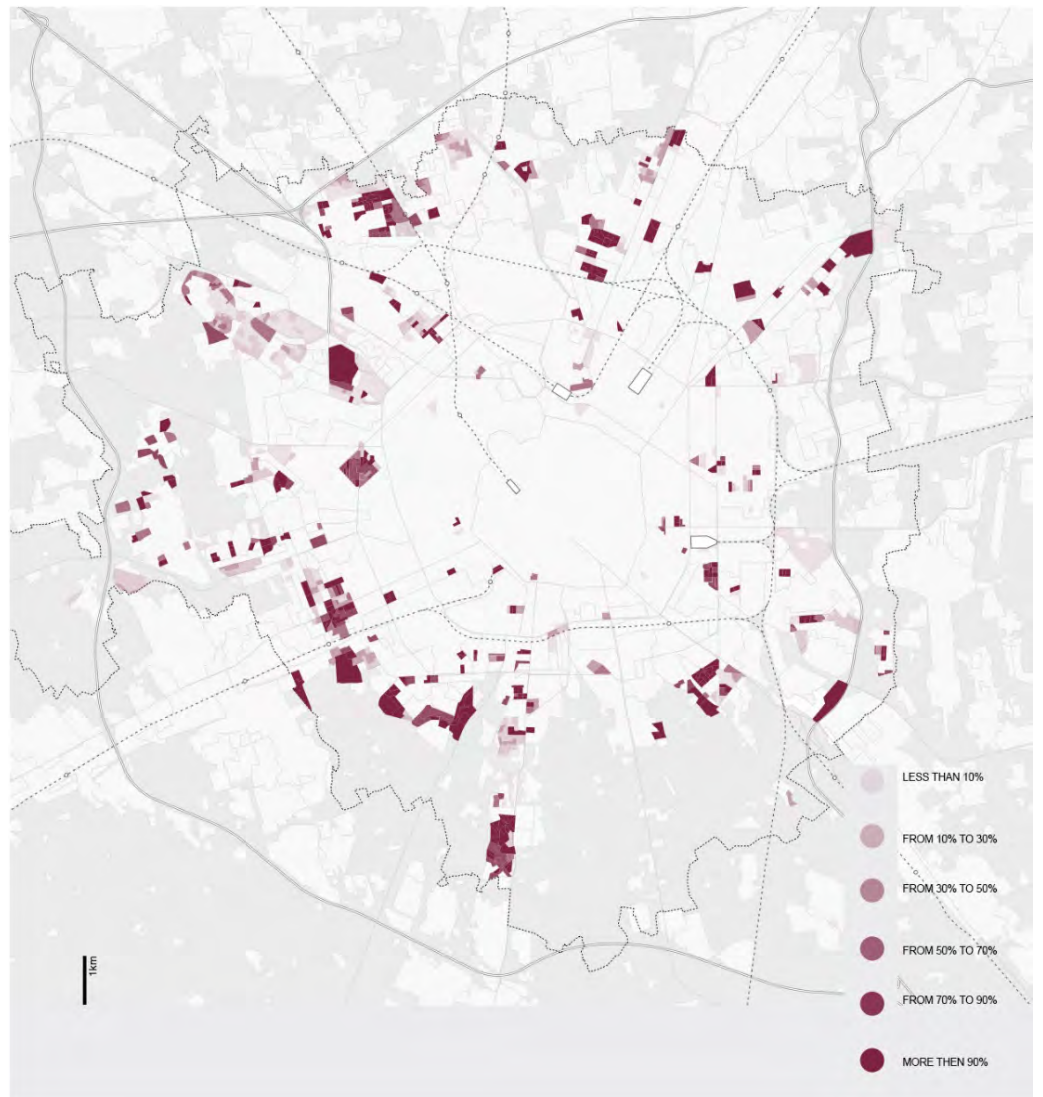 LESS THAN 10%
FROM 10% TO 30%
FROM 30% TO 50%
FROM 50% TO 70%
FROM 70% TO 90%
MORE THEN 90%
1km